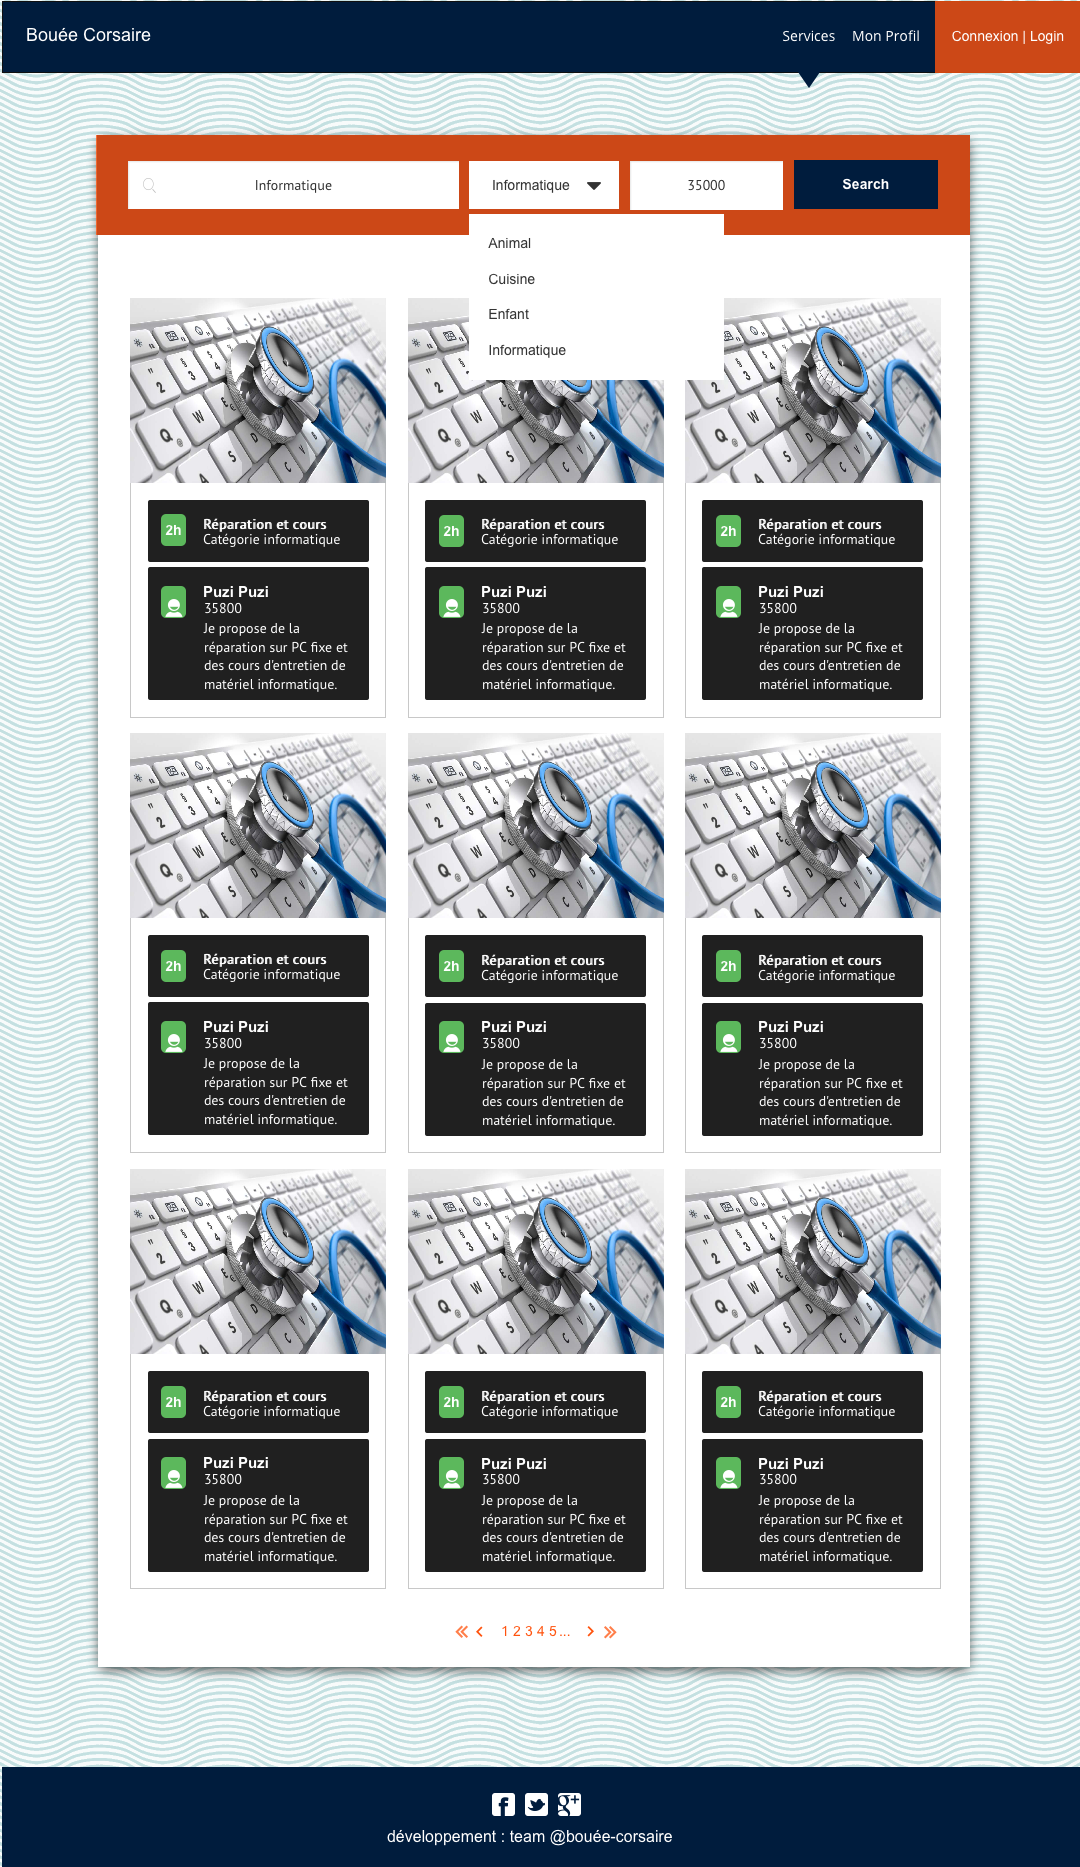 Bouée Corsaire
Services Mon Profil Connexion | Login
Informatique Informatique 35000 Search
Animal
Cuisine
Enfant
Informatique
2h Réparation et cours
Catégorie informatique
Puzi Puzi
35800
Je propose de la
réparation sur PC fixe et
des cours d'entretien de
matériel informatique.
2h Réparation et cours
Catégorie informatique
Puzi Puzi
35800
Je propose de la
réparation sur PC fixe et
des cours d'entretien de
matériel informatique.
2h Réparation et cours
Catégorie informatique
Puzi Puzi
35800
Je propose de la
réparation sur PC fixe et
des cours d'entretien de
matériel informatique.
2h Réparation et cours
Catégorie informatique
Puzi Puzi
35800
Je propose de la
réparation sur PC fixe et
des cours d'entretien de
matériel informatique.
2h Réparation et cours
Catégorie informatique
Puzi Puzi
35800
Je propose de la
réparation sur PC fixe et
des cours d'entretien de
matériel informatique.
2h Réparation et cours
Catégorie informatique
Puzi Puzi
35800
Je propose de la
réparation sur PC fixe et
des cours d'entretien de
matériel informatique.
2h Réparation et cours
Catégorie informatique
Puzi Puzi
35800
Je propose de la
réparation sur PC fixe et
des cours d'entretien de
matériel informatique.
2h Réparation et cours
Catégorie informatique
Puzi Puzi
35800
Je propose de la
réparation sur PC fixe et
des cours d'entretien de
matériel informatique.
2h Réparation et cours
Catégorie informatique
Puzi Puzi
35800
Je propose de la
réparation sur PC fixe et
des cours d'entretien de
matériel informatique.
1 2 3 4 5 ...
développement : team @bouée-corsaire